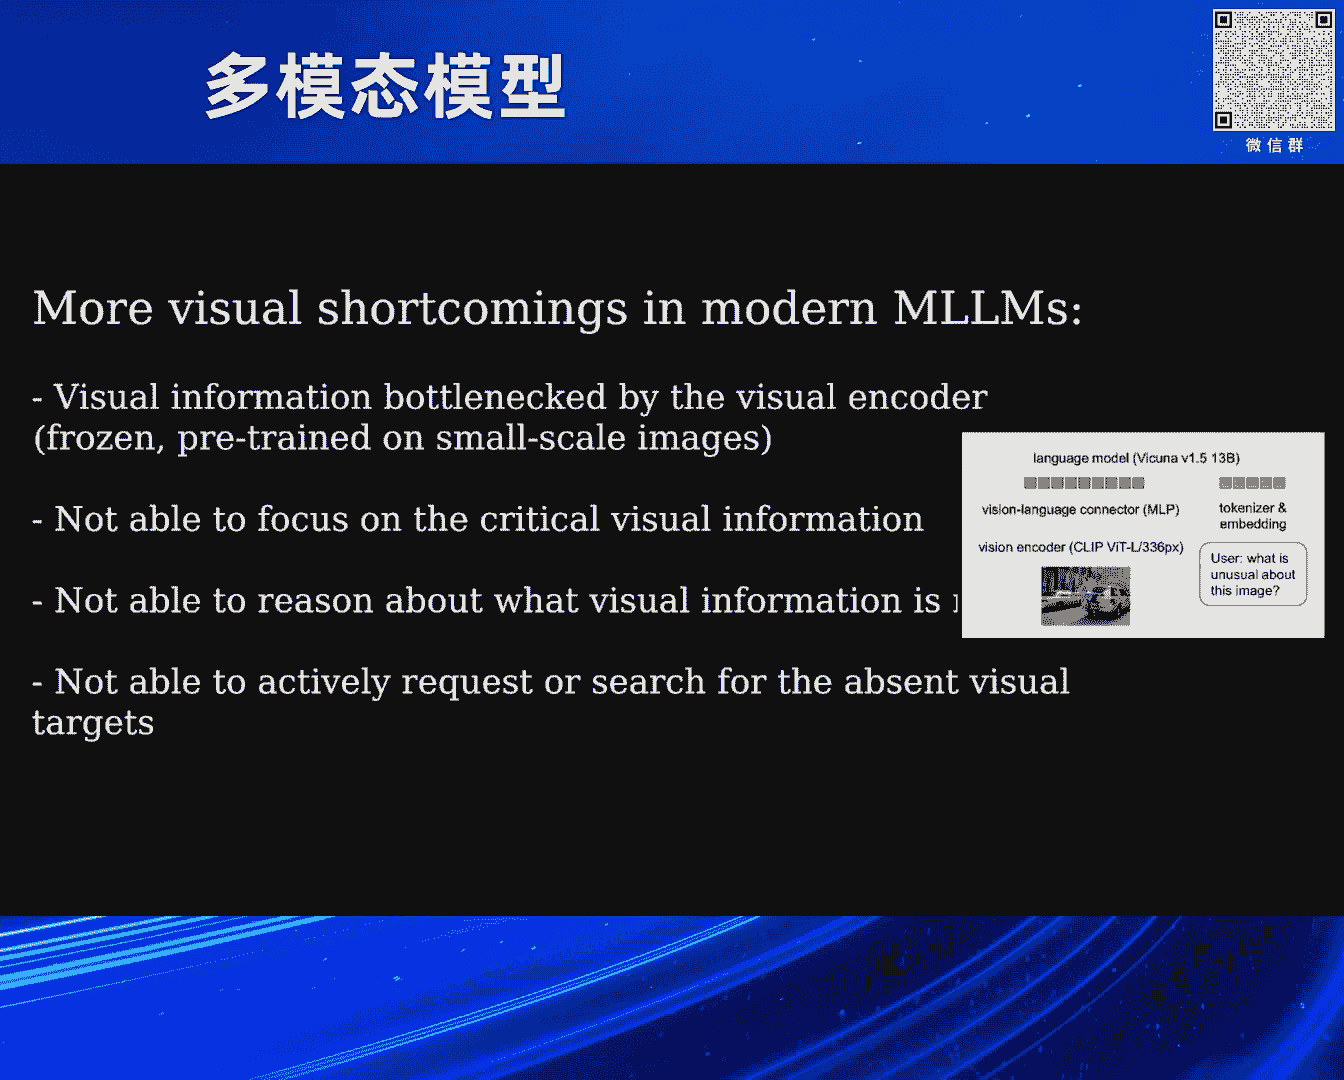 多模态模型
微信群
More visual shortcomings in modern MLLMs:
- Visual information bottlenecked by the visual encoder
(frozen, pre-trained on small-scale images)
- Not able to focus on the critical visual information
- Not able to reason about what visual information is
- Not able to actively request or search for the absent visual
targets
language model (Vicuna v1.5 13B)
vision-language connector (MLP)
tokenizer &
embedding
vision encoder (CLIP ViT-L/336px)
User: what is
unusual about
this image?